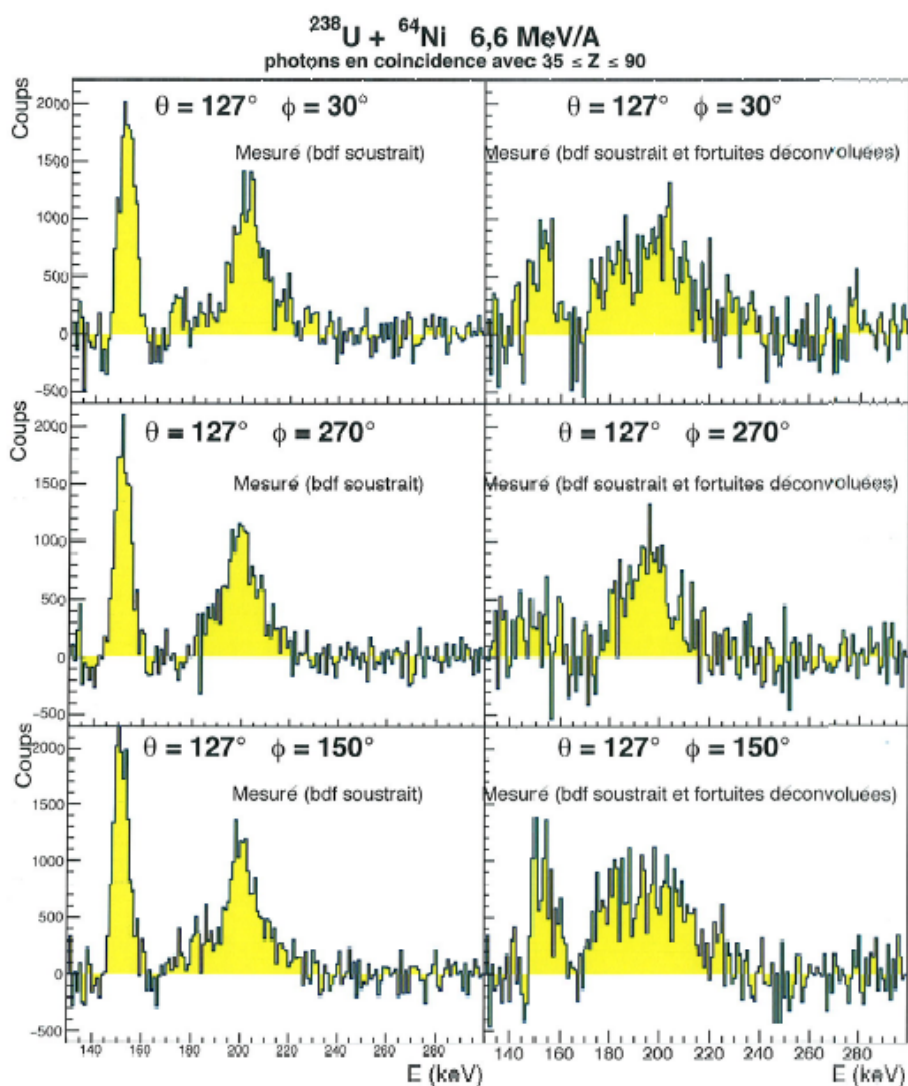 238U + 64Ni 6,6 MeV/A
photons en coincidence avec 35 ≤ Z ≤ 90
Coups
2000
1500
1000
500
0
-500
θ = 127° ϕ = 30°
Mesuré (bdf soustrait)
θ = 127° ϕ = 30°
Mesuré (bdf soustrait et fortuites déconvoluées)
Coups
2000
1500
1000
500
0
-500
θ = 127° ϕ = 270°
Mesuré (bdf soustrait)
θ = 127° ϕ = 270°
Mesuré (bdf soustrait et fortuites déconvoluées)
Coups
2000
1500
1000
500
0
-500
θ = 127° ϕ = 150°
Mesuré (bdf soustrait)
θ = 127° ϕ = 150°
Mesuré (bdf soustrait et fortuites déconvoluées)
140 160 180 200 220 240 260 280
140 160 180 200 220 240 260 280
E (keV)
E (keV)